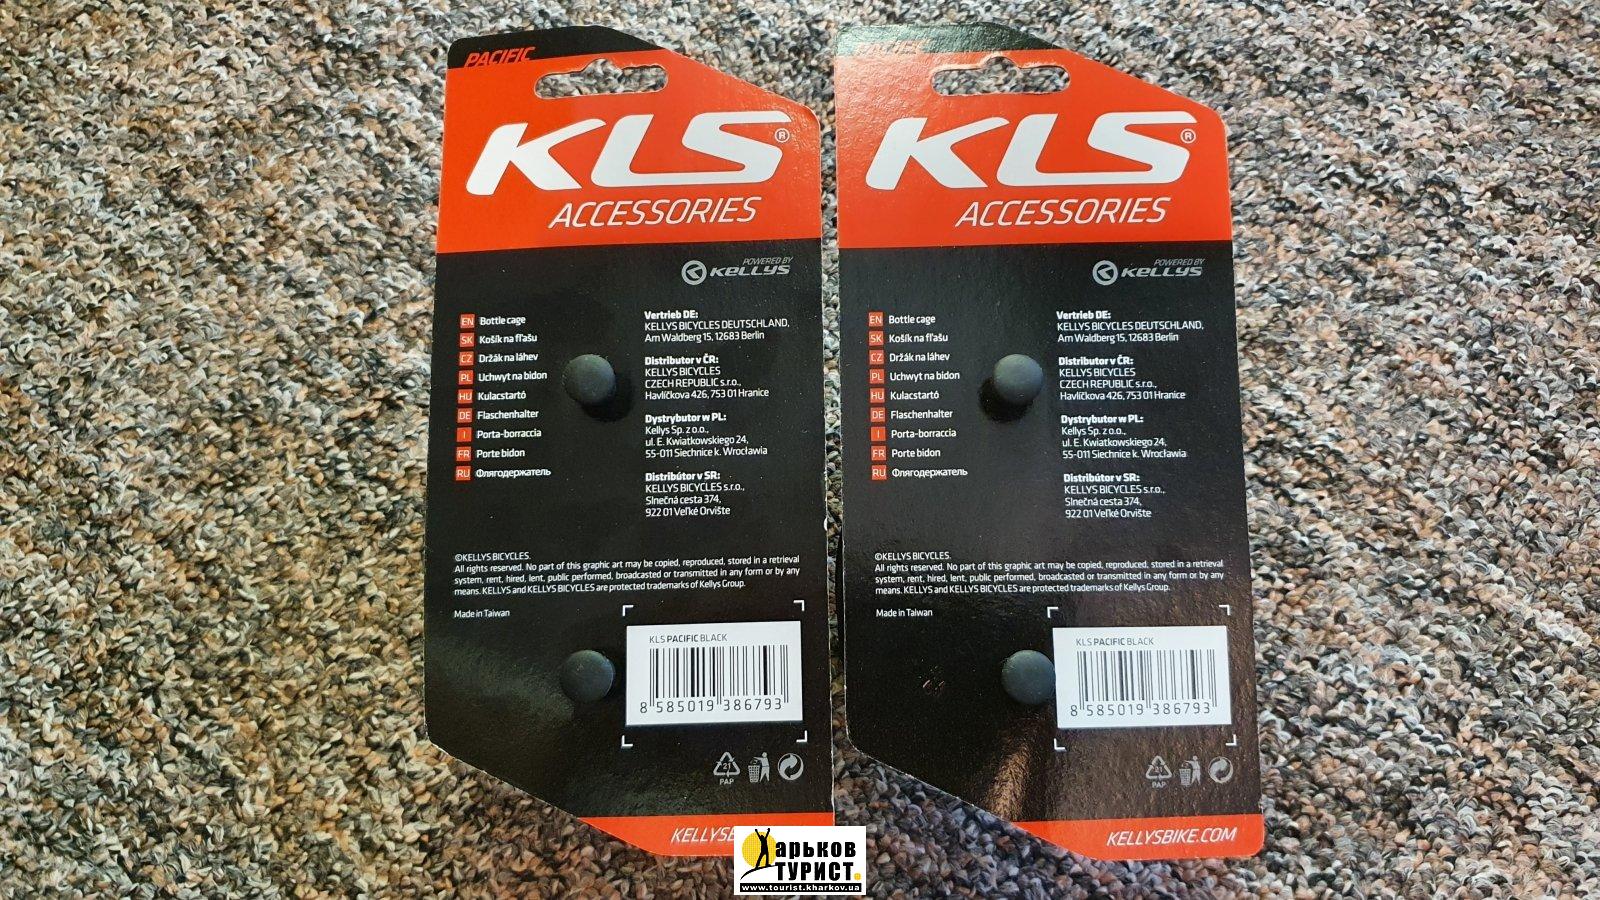 PACIFIC
KLS®
ACCESSORIES
POWERED BY
KELLYS
EN Bottle cage
SK Košík na fľašu
CZ Držák na láhev
PL Uchwyt na bidon
HU Kulacstartó
DE Flaschenhalter
I Porta-borraccia
FR Porte bidon
RU Флягодержатель
Vertrieb DE:
KELLYS BICYCLES DEUTSCHLAND,
Am Waldberg 15, 12683 Berlin
Distributor v ČR:
KELLYS BICYCLES
CZECH REPUBLIC s.r.o.,
Havlíčkova 426, 753 01 Hranice
Dystrybutor w PL:
Kellys Sp. z o.o.,
ul. E. Kwiatkowskiego 24,
55-011 Siechnice k. Wrocławia
Distribútor v SR:
KELLYS BICYCLES s.r.o.,
Slnečná cesta 374,
922 01 Veľké Orvište
©KELLYS BICYCLES.
All rights reserved. No part of this graphic art may be copied, reproduced, stored in a retrieval
system, rent, hired, lent, public performed, broadcasted or transmitted in any form or by any
means. KELLYS and KELLYS BICYCLES are protected trademarks of Kellys Group.
Made in Taiwan
KLS PACIFIC BLACK
8 585019 386793
21
PAP
KELLYSB
PACIFIC
KLS®
ACCESSORIES
POWERED BY
KELLYS
EN Bottle cage
SK Košík na fľašu
CZ Držák na láhev
PL Uchwyt na bidon
HU Kulacstartó
DE Flaschenhalter
I Porta-borraccia
FR Porte bidon
RU Флягодержатель
Vertrieb DE:
KELLYS BICYCLES DEUTSCHLAND,
Am Waldberg 15, 12683 Berlin
Distributor v ČR:
KELLYS BICYCLES
CZECH REPUBLIC s.r.o.,
Havlíčkova 426, 753 01 Hranice
Dystrybutor w PL:
Kellys Sp. z o.o.,
ul. E. Kwiatkowskiego 24,
55-011 Siechnice k. Wrocławia
Distribútor v SR:
KELLYS BICYCLES s.r.o.,
Slnečná cesta 374,
922 01 Veľké Orvište
©KELLYS BICYCLES.
All rights reserved. No part of this graphic art may be copied, reproduced, stored in a retrieval
system, rent, hired, lent, public performed, broadcasted or transmitted in any form or by any
means. KELLYS and KELLYS BICYCLES are protected trademarks of Kellys Group.
Made in Taiwan
KLS PACIFIC BLACK
8 585019 386793
21
PAP
KELLYSBIKE.COM
Харьков
ТУРИСТ.
www.tourist.kharkov.ua